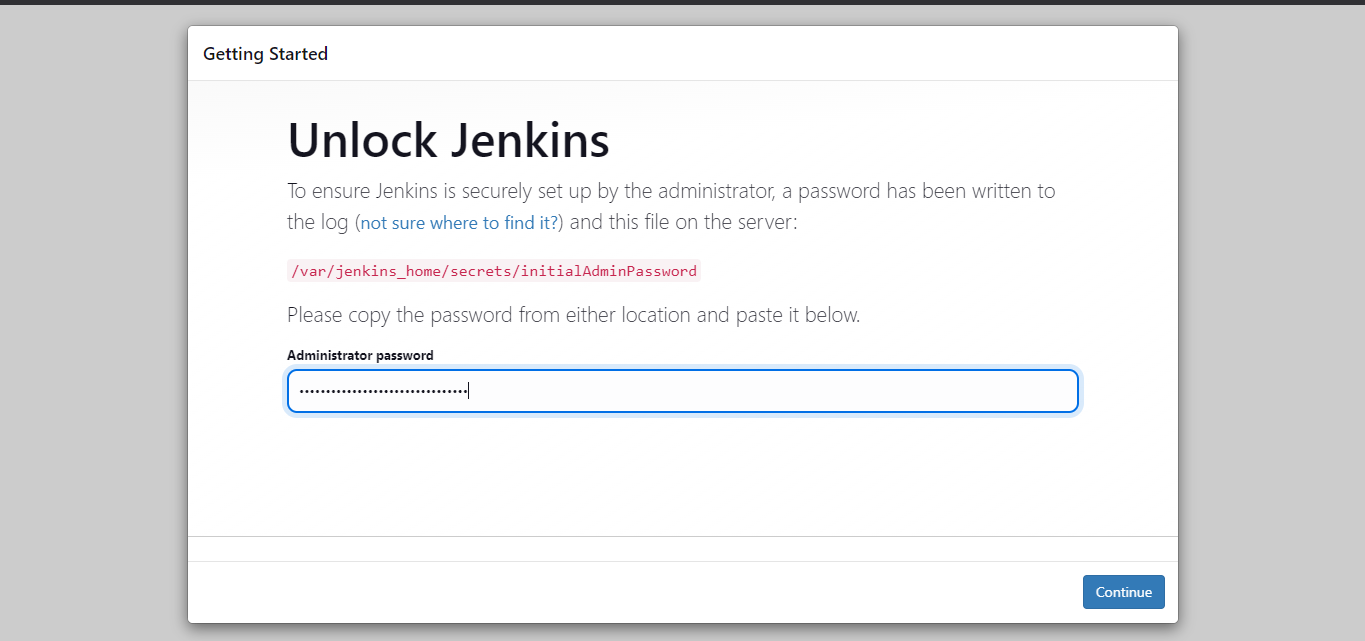 Getting Started
Unlock Jenkins
To ensure Jenkins is securely set up by the administrator, a password has been written to
the log (not sure where to find it?) and this file on the server:
/var/jenkins_home/secrets/initialAdminPassword
Please copy the password from either location and paste it below.
Administrator password
••••••••••••••••••••••••••••••••
Continue